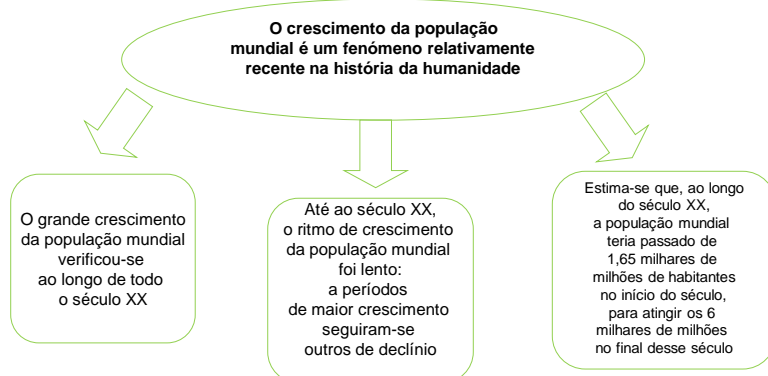 O crescimento da população
mundial é um fenómeno relativamente
recente na história da humanidade
O grande crescimento
da população mundial
verificou-se
ao longo de todo
o século XX
Até ao século XX,
o ritmo de crescimento
da população mundial
foi lento:
a períodos
de maior crescimento
seguiram-se
outros de declínio
Estima-se que, ao longo
do século XX,
a população mundial
teria passado de
1,65 milhares de
milhões de habitantes
no início do século,
para atingir os 6
milhares de milhões
no final desse século